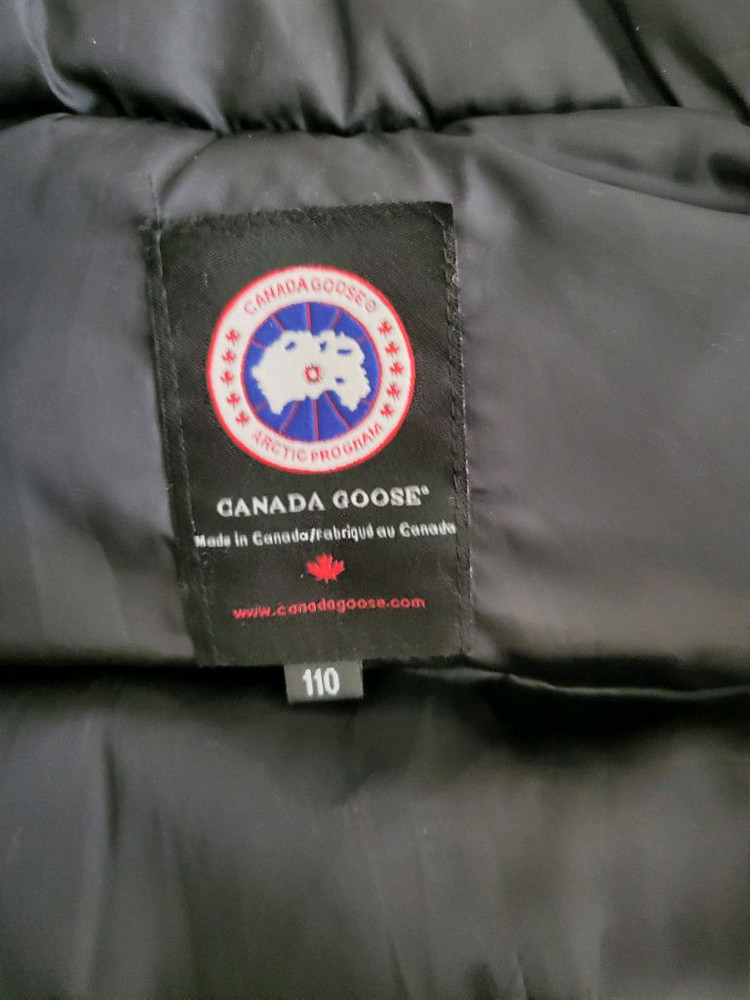 CANADA GOOSE®
ARCTIC PROGRAM
CANADA GOOSE®
Made in Canada/Fabriqué au Canada
www.canadagoose.com
110